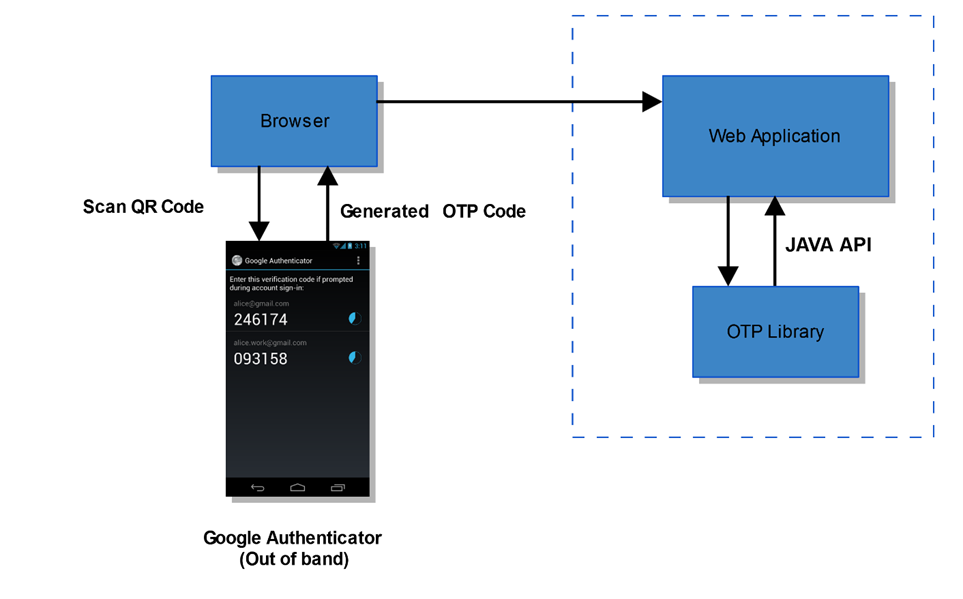 Browser
Web Application
Scan QR Code
Generated OTP Code
JAVA API
3:11
Google Authenticator
Enter this verification code if prompted
during account sign-in:
alice@gmail.com
246174
alice.work@gmail.com
093158
OTP Library
Google Authenticator
(Out of band)